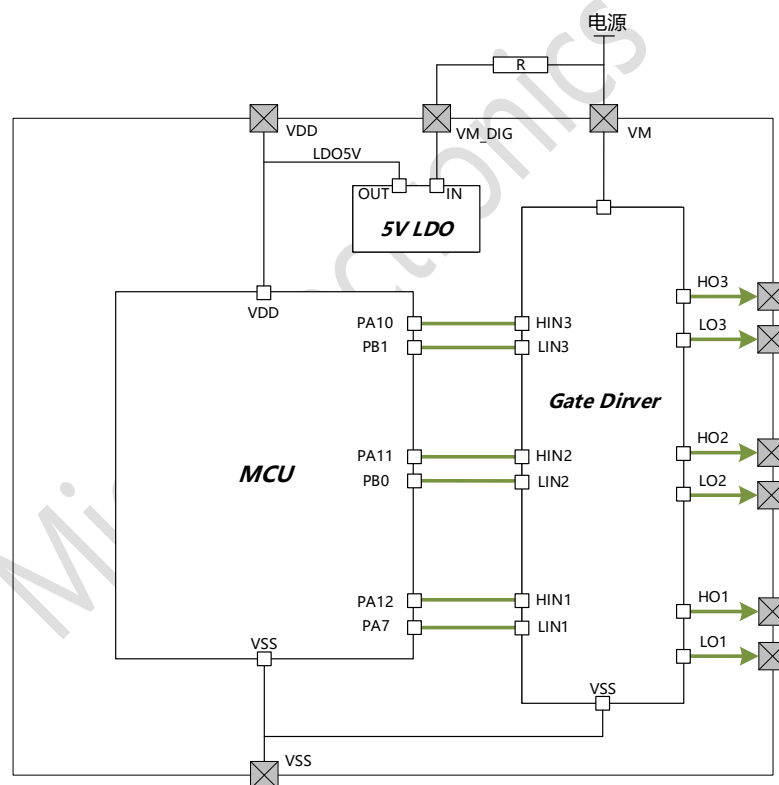 电源
R
VDD
VM_DIG
VM
LDO5V
OUT
IN
5V LDO
VDD
HO3
PA10
HIN3
LO3
PB1
LIN3
Gate Dirver
HO2
PA11
HIN2
MCU
PB0
LIN2
LO2
HO1
PA12
HIN1
PA7
LIN1
LO1
VSS
VSS
VSS